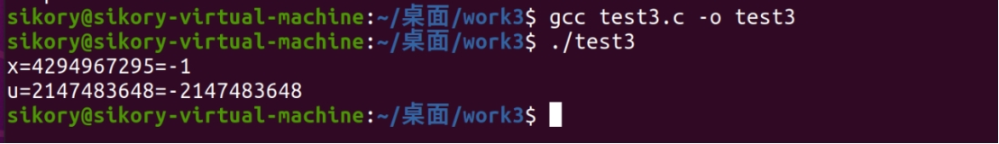 sikory@sikory-virtual-machine:~/桌面/work3$ gcc test3.c -o test3
sikory@sikory-virtual-machine:~/桌面/work3$ ./test3
x=4294967295=-1
u=2147483648=-2147483648
sikory@sikory-virtual-machine:~/桌面/work3$